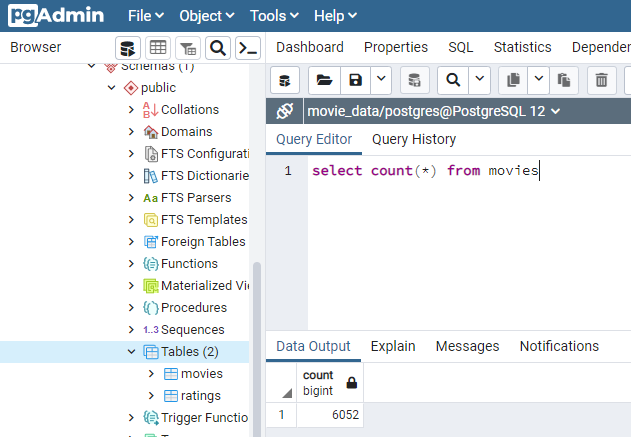 pgAdmin File Object Tools Help
Browser
Dashboard Properties SQL Statistics Dependen
Schemas (1)
public
Collations
Domains
FTS Configurati
FTS Dictionarie
Aa FTS Parsers
FTS Templates
Foreign Tables
Functions
Materialized Vi
Procedures
1..3 Sequences
Tables (2)
movies
ratings
Trigger Functio
movie_data/postgres@PostgreSQL 12
Query Editor Query History
1 select count(*) from movies
Data Output Explain Messages Notifications
count
bigint
1 6052